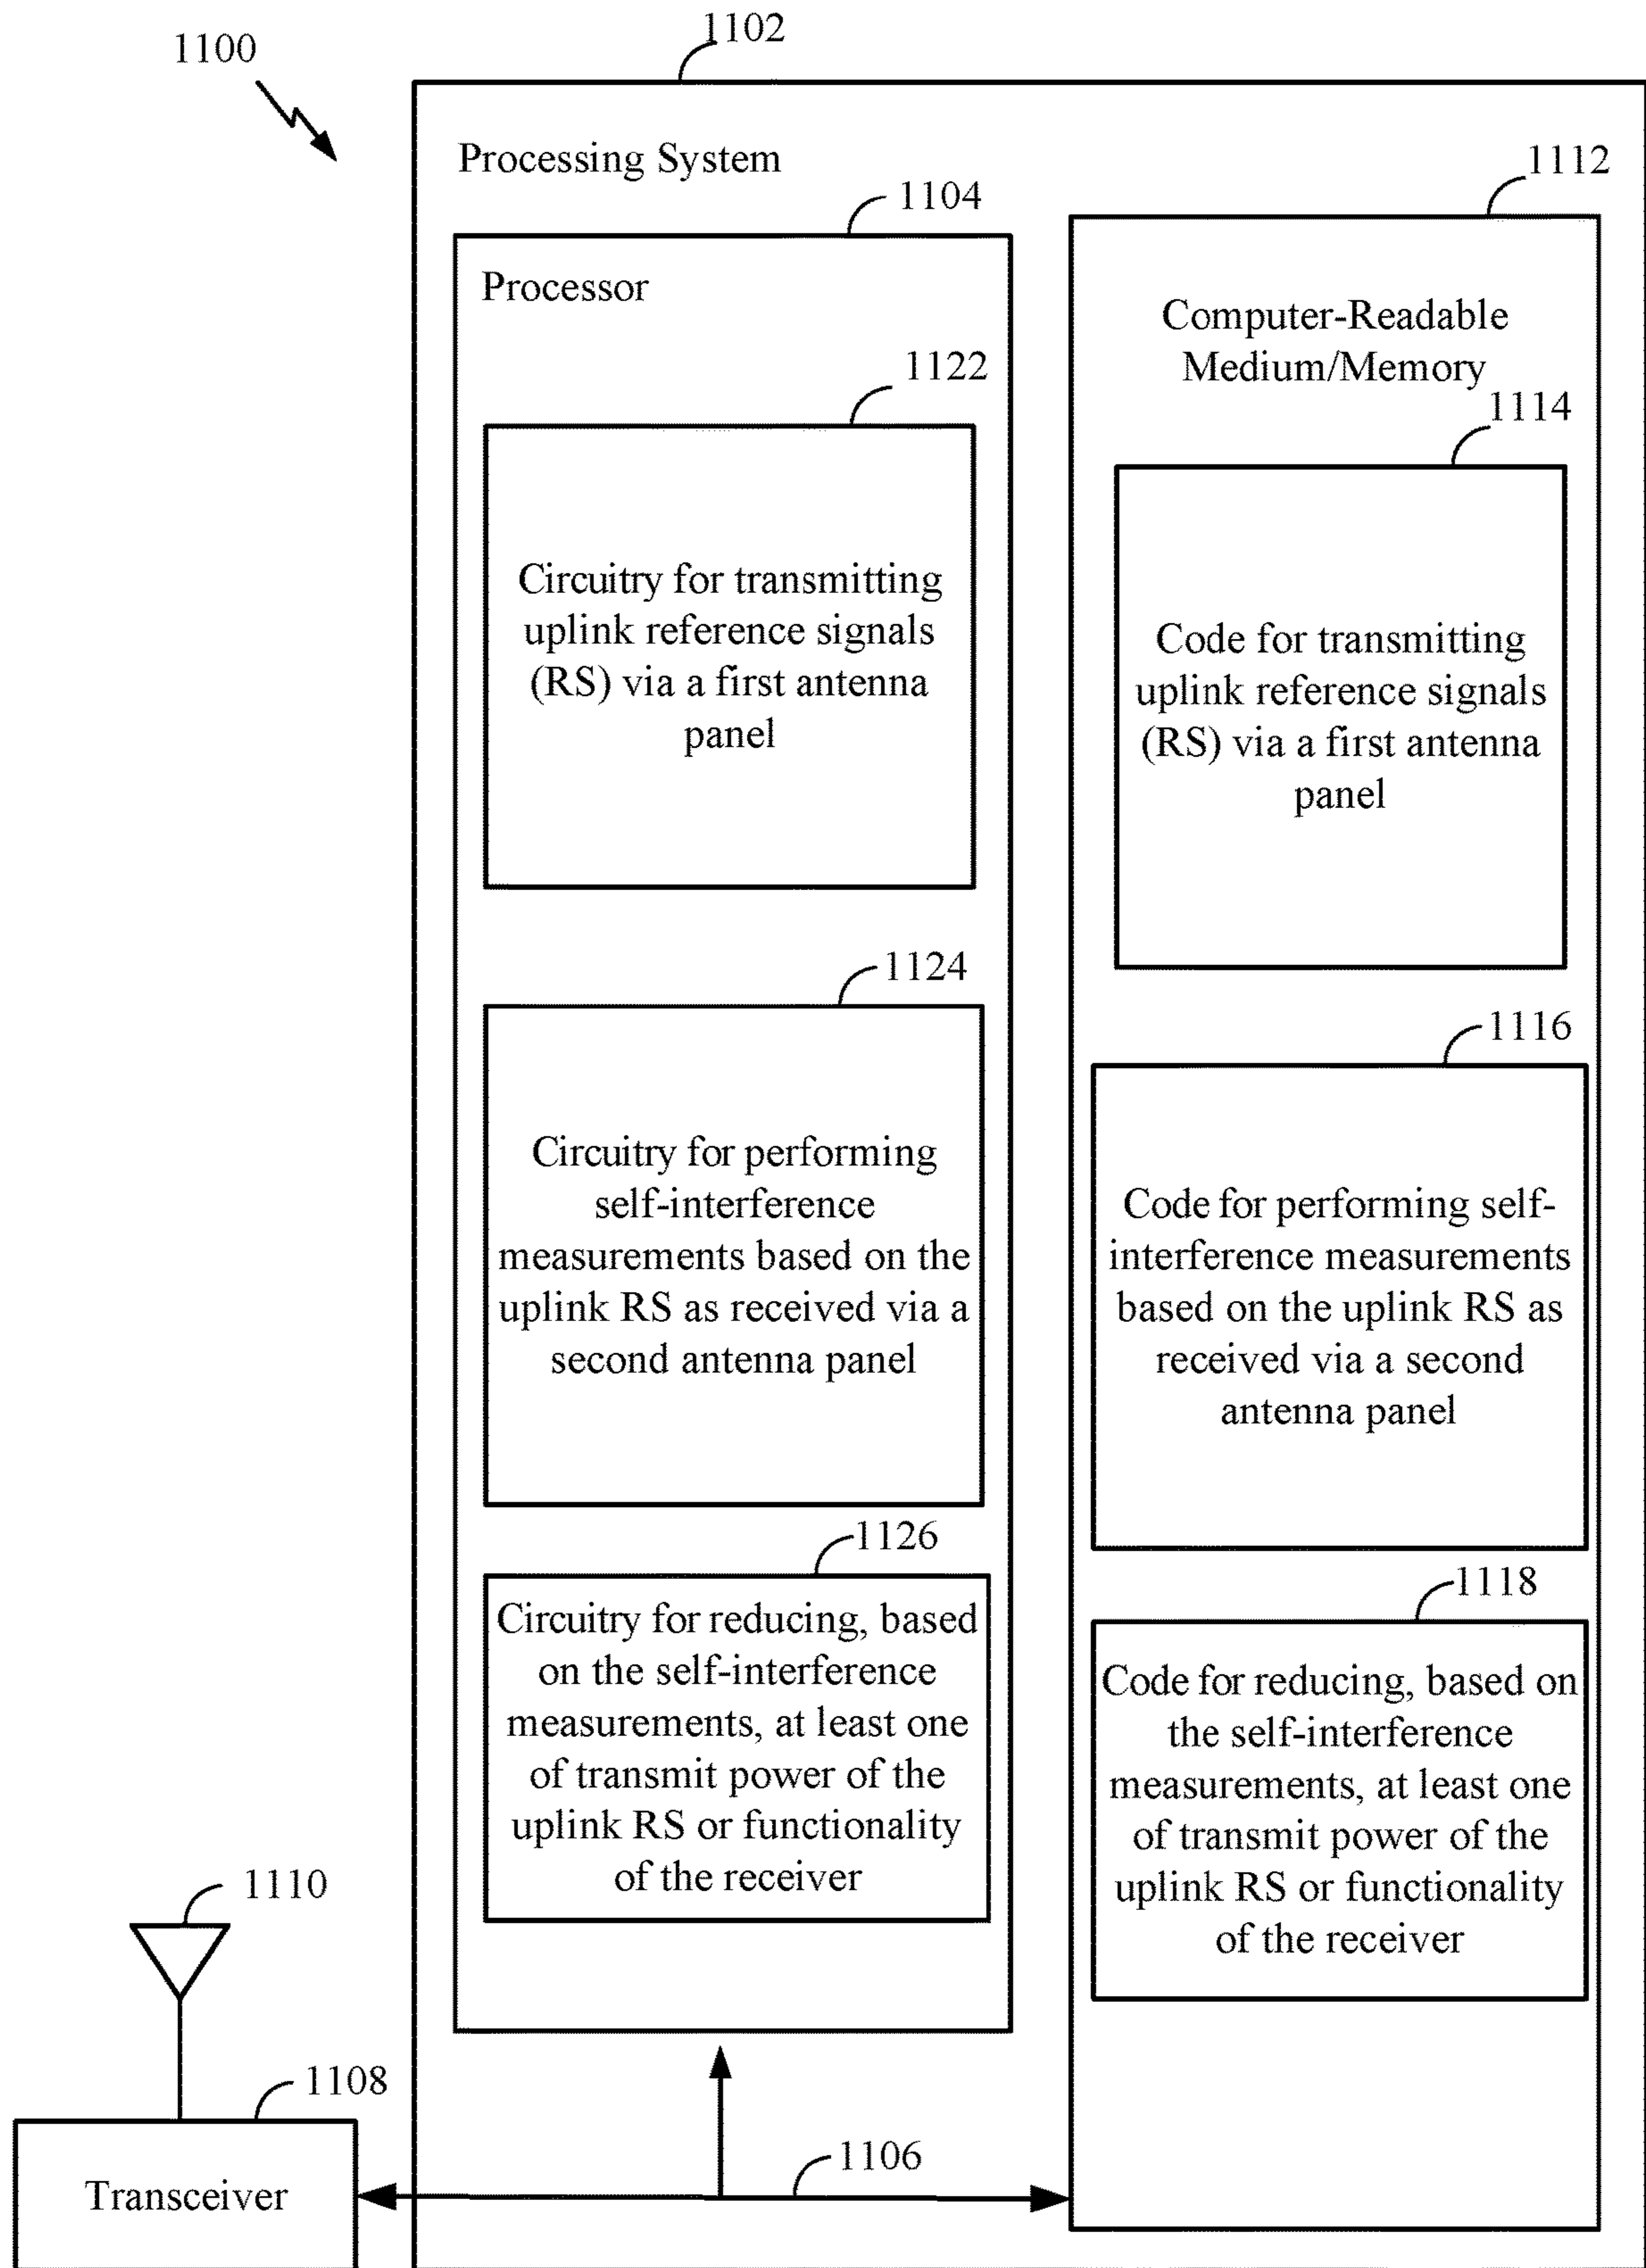 1100
1102
Processing System
1104
Processor
1122
Circuitry for transmitting
uplink reference signals
(RS) via a first antenna
panel
1124
Circuitry for performing
self-interference
measurements based on the
uplink RS as received via a
second antenna panel
1126
Circuitry for reducing, based
on the self-interference
measurements, at least one
of transmit power of the
uplink RS or functionality
of the receiver
1112
Computer-Readable
Medium/Memory
1114
Code for transmitting
uplink reference signals
(RS) via a first antenna
panel
1116
Code for performing self-
interference measurements
based on the uplink RS as
received via a second
antenna panel
1118
Code for reducing, based on
the self-interference
measurements, at least one
of transmit power of the
uplink RS or functionality
of the receiver
1110
1108
Transceiver
1106